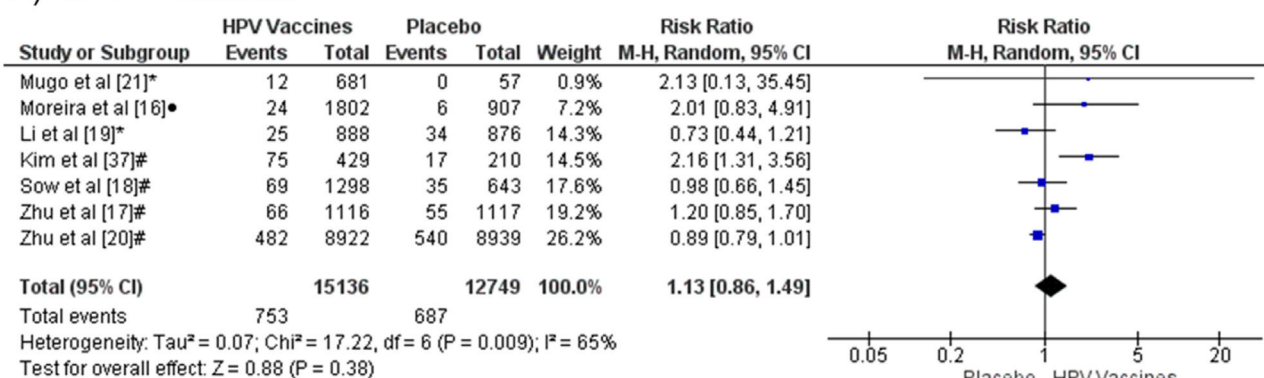 HPV Vaccines Placebo Risk Ratio Risk Ratio
Study or Subgroup Events Total Events Total Weight M-H, Random, 95% CI M-H, Random, 95% CI
Mugo et al [21]* 12 681 0 57 0.9% 2.13 [0.13, 35.45]
Moreira et al [16]● 24 1802 6 907 7.2% 2.01 [0.83, 4.91]
Li et al [19]* 25 888 34 876 14.3% 0.73 [0.44, 1.21]
Kim et al [37]# 75 429 17 210 14.5% 2.16 [1.31, 3.56]
Sow et al [18]# 69 1298 35 643 17.6% 0.98 [0.66, 1.45]
Zhu et al [17]# 66 1116 55 1117 19.2% 1.20 [0.85, 1.70]
Zhu et al [20]# 482 8922 540 8939 26.2% 0.89 [0.79, 1.01]
Total (95% CI) 15136 12749 100.0% 1.13 [0.86, 1.49]
Total events 753 687
Heterogeneity: Tau² = 0.07; Chi² = 17.22, df = 6 (P = 0.009); I² = 65%
Test for overall effect: Z = 0.88 (P = 0.38)
0.05 0.2 1 5 20
Placebo HPV Vaccines